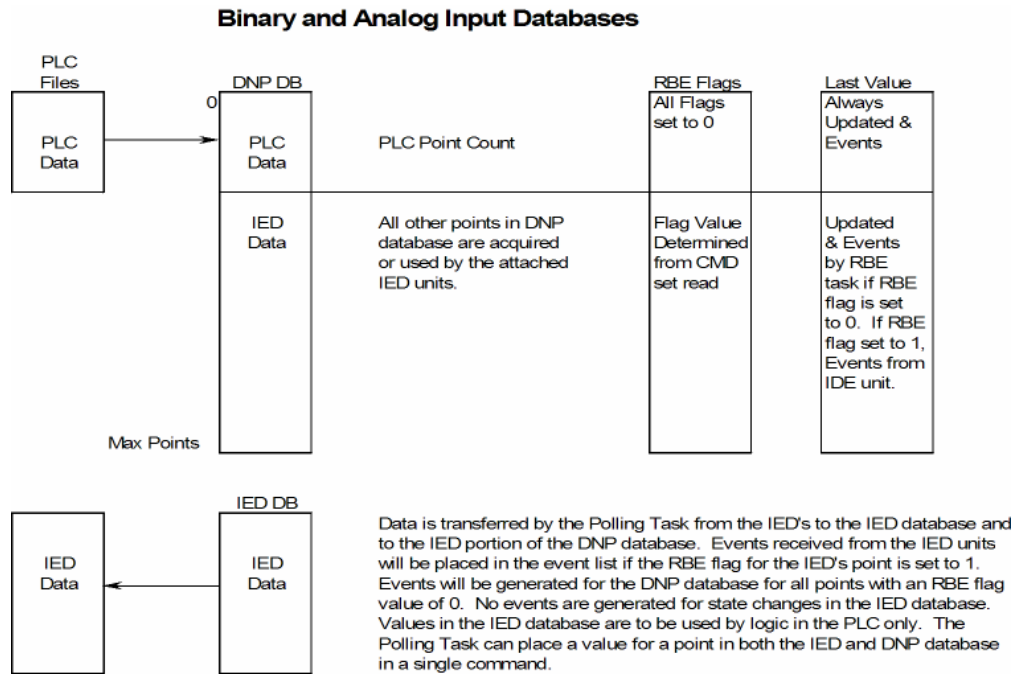 Binary and Analog Input Databases
PLC
Files
DNP DB
RBE Flags
Last Value
0
PLC
Data
PLC
Data
PLC Point Count
All Flags
set to 0
Always
Updated &
Events
IED
Data
All other points in DNP
database are acquired
or used by the attached
IED units.
Flag Value
Determined
from CMD
set read
Updated
& Events
by RBE
task if RBE
flag is set
to 0. If RBE
flag set to 1,
Events from
IDE unit.
Max Points
IED DB
IED
Data
IED
Data
Data is transferred by the Polling Task from the IED's to the IED database and
to the IED portion of the DNP database. Events received from the IED units
will be placed in the event list if the RBE flag for the IED's point is set to 1.
Events will be generated for the DNP database for all points with an RBE flag
value of 0. No events are generated for state changes in the IED database.
Values in the IED database are to be used by logic in the PLC only. The
Polling Task can place a value for a point in both the IED and DNP database
in a single command.